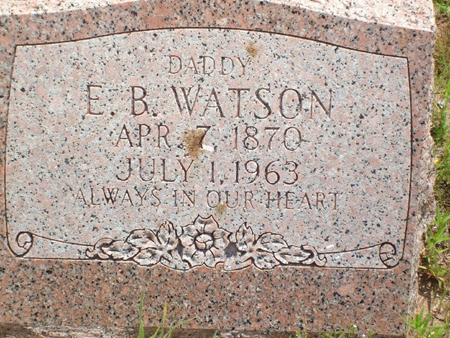 DADDY
E. B. WATSON
APR. 7, 1870
JULY 1, 1963
ALWAYS IN OUR HEART